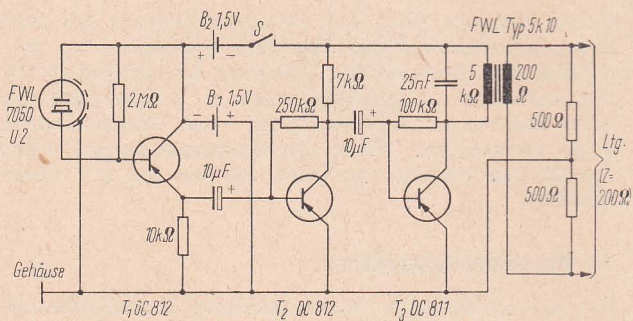 B2 1,5V
S
FWL Typ 5k10
+
-
FWL
7050
U2
2MΩ
-
B1 1,5V
+
7kΩ
250kΩ
+
10µF
25nF
100kΩ
5
kΩ
200
Ω
500Ω
500Ω
Ltg.
(Z=
200Ω)
10µF
+
10kΩ
Gehäuse
T1 OC 812
T2 OC 812
T3 OC 811